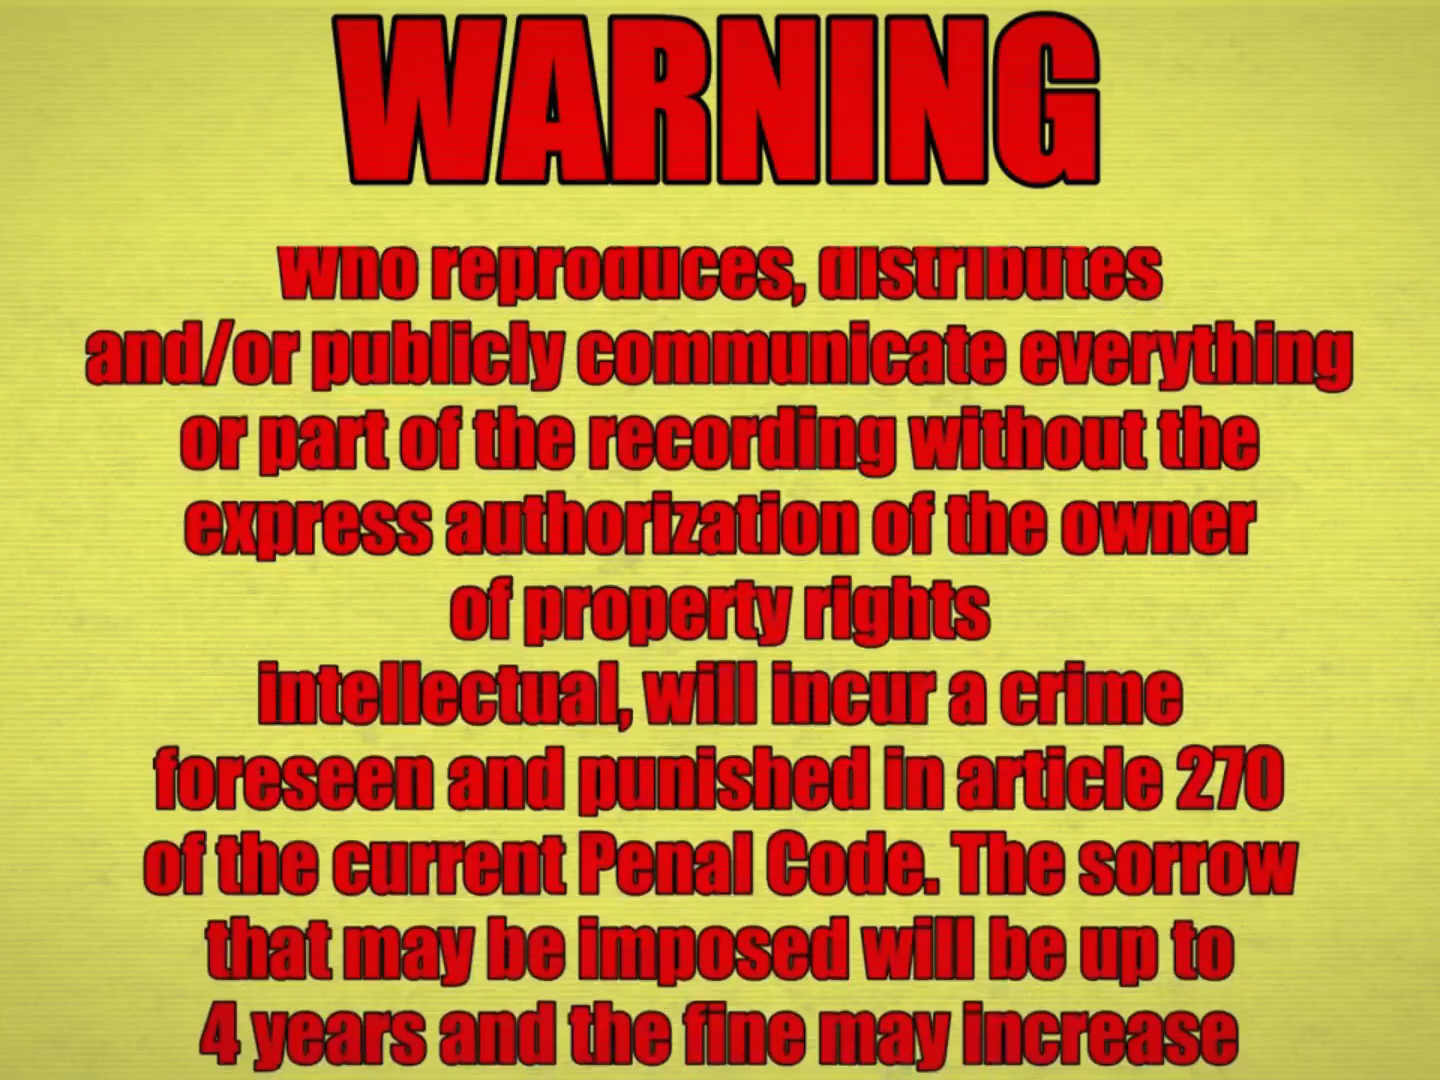 WARNING
who reproduces, distributes
and/or publicly communicate everything
or part of the recording without the
express authorization of the owner
of property rights
intellectual, will incur a crime
foreseen and punished in article 270
of the current Penal Code. The sorrow
that may be imposed will be up to
4 years and the fine may increase